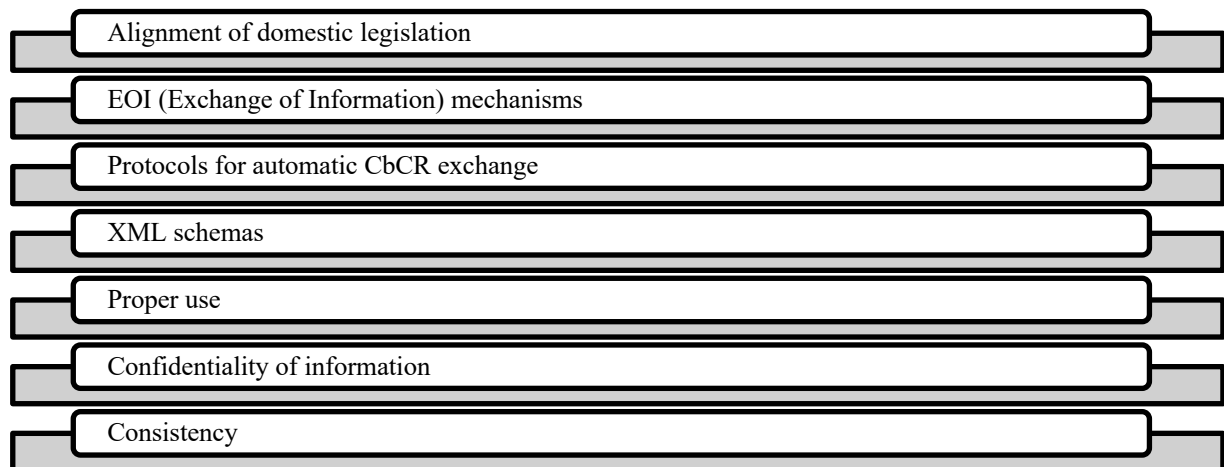 Alignment of domestic legislation
EOI (Exchange of Information) mechanisms
Protocols for automatic CbCR exchange
XML schemas
Proper use
Confidentiality of information
Consistency